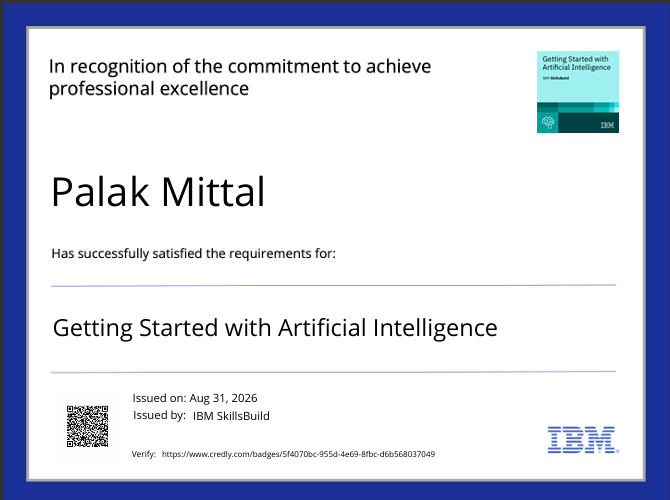 In recognition of the commitment to achieve
professional excellence
Getting Started with
Artificial Intelligence
IBM SkillsBuild
IBM
Palak Mittal
Has successfully satisfied the requirements for:
Getting Started with Artificial Intelligence
Issued on: Aug 31, 2026
Issued by: IBM SkillsBuild
IBM®
Verify: https://www.credly.com/badges/5f4070bc-955d-4e69-8fbc-d6b568037049